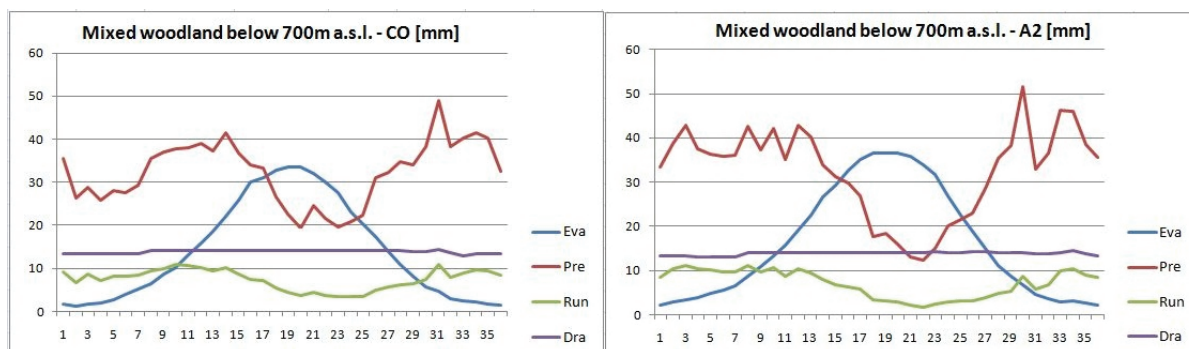 Mixed woodland below 700m a.s.l. - CO [mm]
60
50
40
30
20
10
0
1 3 5 7 9 11 13 15 17 19 21 23 25 27 29 31 33 35
Eva
Pre
Run
Dra
Mixed woodland below 700m a.s.l. - A2 [mm]
60
50
40
30
20
10
0
1 3 5 7 9 11 13 15 17 19 21 23 25 27 29 31 33 35
Eva
Pre
Run
Dra